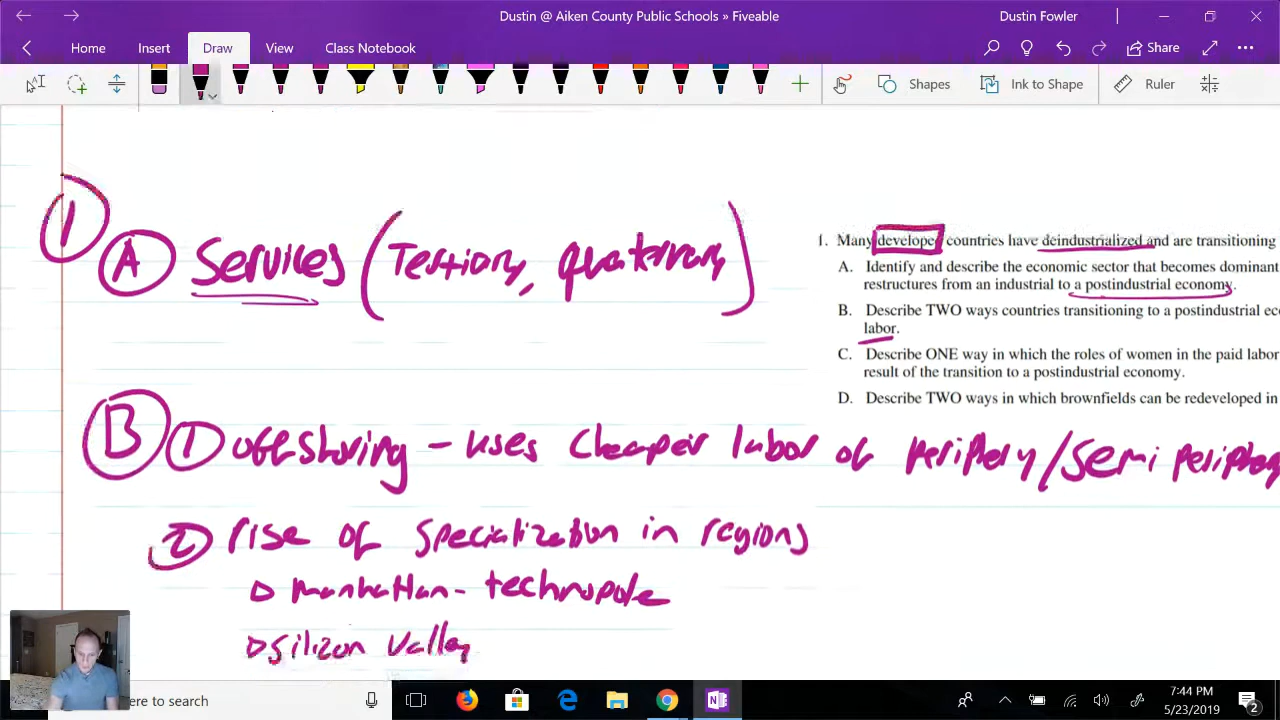 Dustin @ Aiken County Public Schools » Fiveable
Dustin Fowler
Home Insert Draw View Class Notebook
Share
Shapes Ink to Shape Ruler
1
A Services (Tertiary, quaternary)
1. Many developed countries have deindustrialized and are transitioning
A. Identify and describe the economic sector that becomes dominant
restructures from an industrial to a postindustrial economy.
B. Describe TWO ways countries transitioning to a postindustrial eco
labor.
C. Describe ONE way in which the roles of women in the paid labor
result of the transition to a postindustrial economy.
D. Describe TWO ways in which brownfields can be redeveloped in
B 1 offshoring - uses cheaper labor of Periphery/Semi periphery
2 rise of specialization in regions
Manhattan - technopole
Silizon Valley
ere to search
7:44 PM
5/23/2019
2